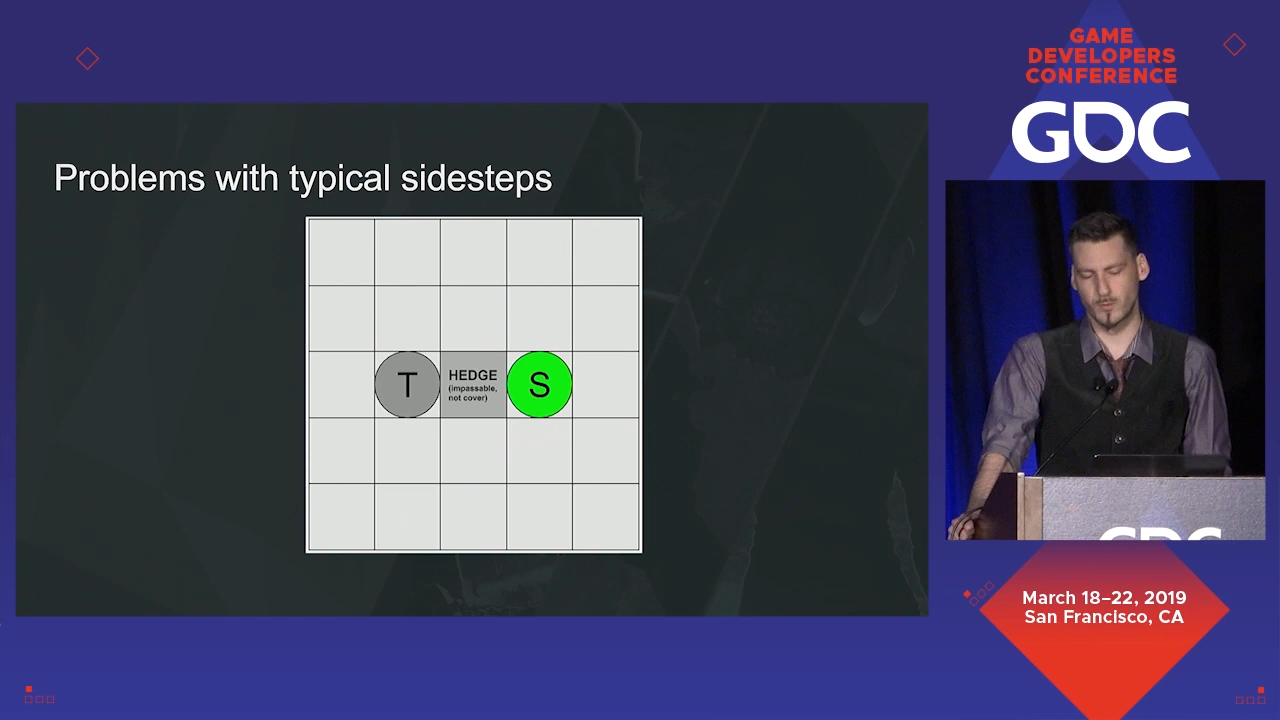 GAME
DEVELOPERS
CONFERENCE
GDC
Problems with typical sidesteps
T
HEDGE
(impassable,
not cover)
S
GDC
March 18–22, 2019
San Francisco, CA